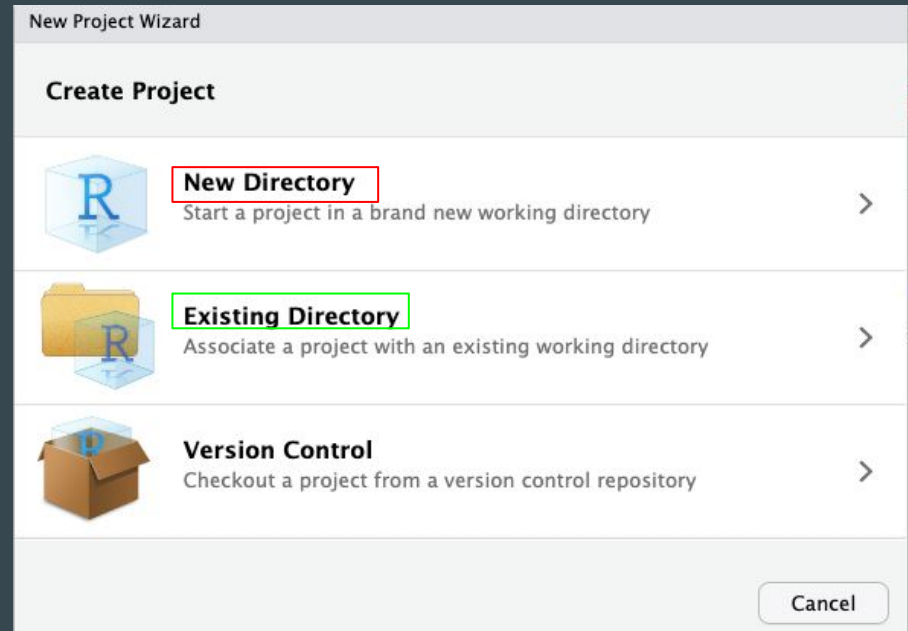 New Project Wizard
Create Project
R
New Directory
Start a project in a brand new working directory
R
Existing Directory
Associate a project with an existing working directory
R
Version Control
Checkout a project from a version control repository
Cancel